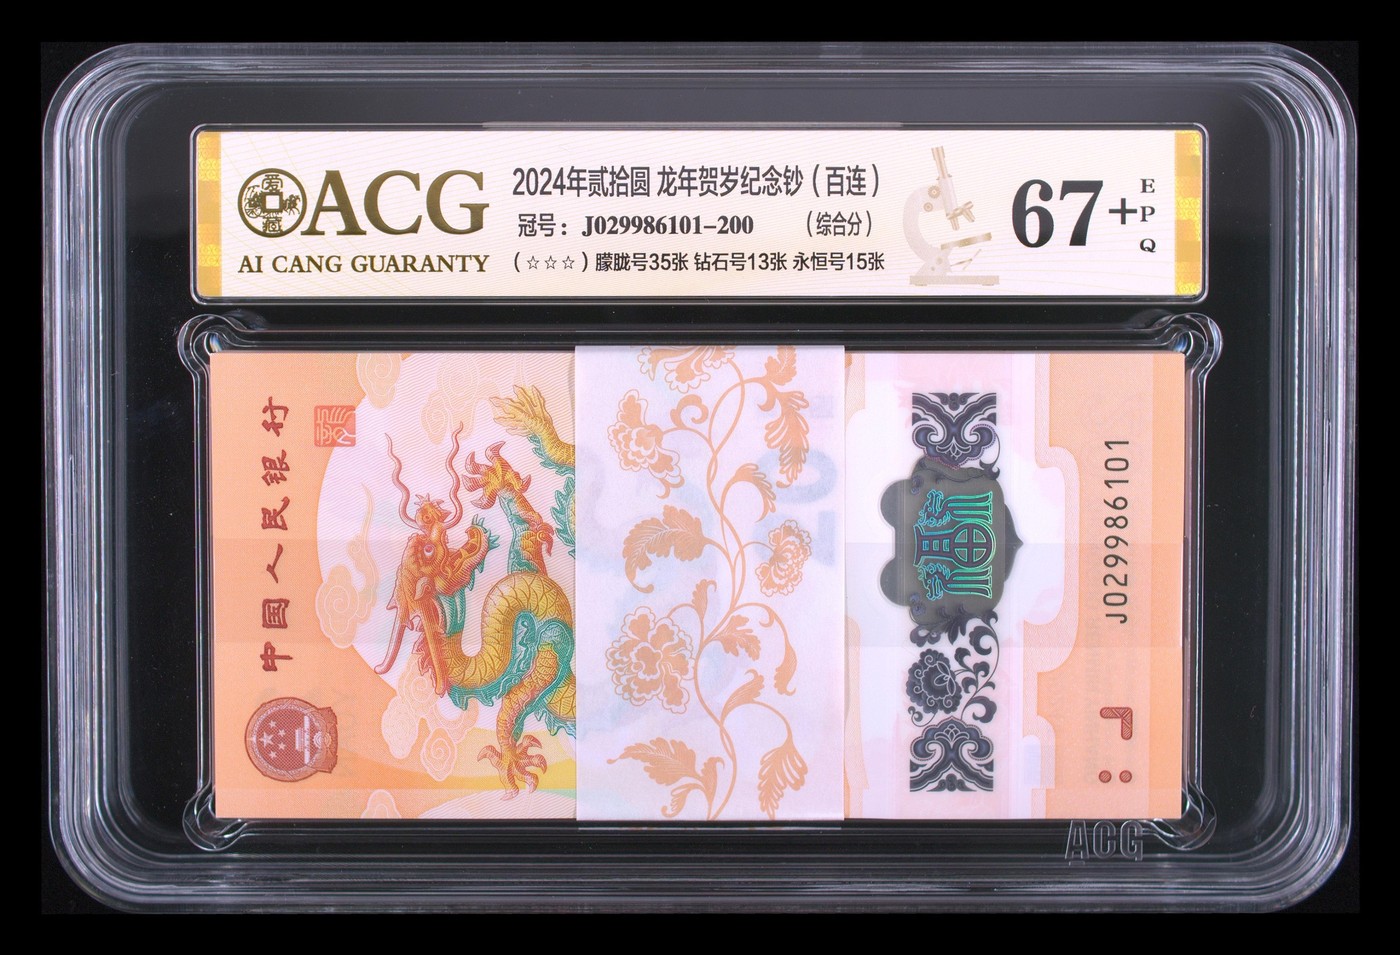 ACG
AI CANG GUARANTY
2024年贰拾圆 龙年贺岁纪念钞（百连）
冠号：J029986101-200 （综合分）
（☆☆☆）朦胧号35张 钻石号13张 永恒号15张
67+
EPQ
中国人民银行
J029986101
ACG